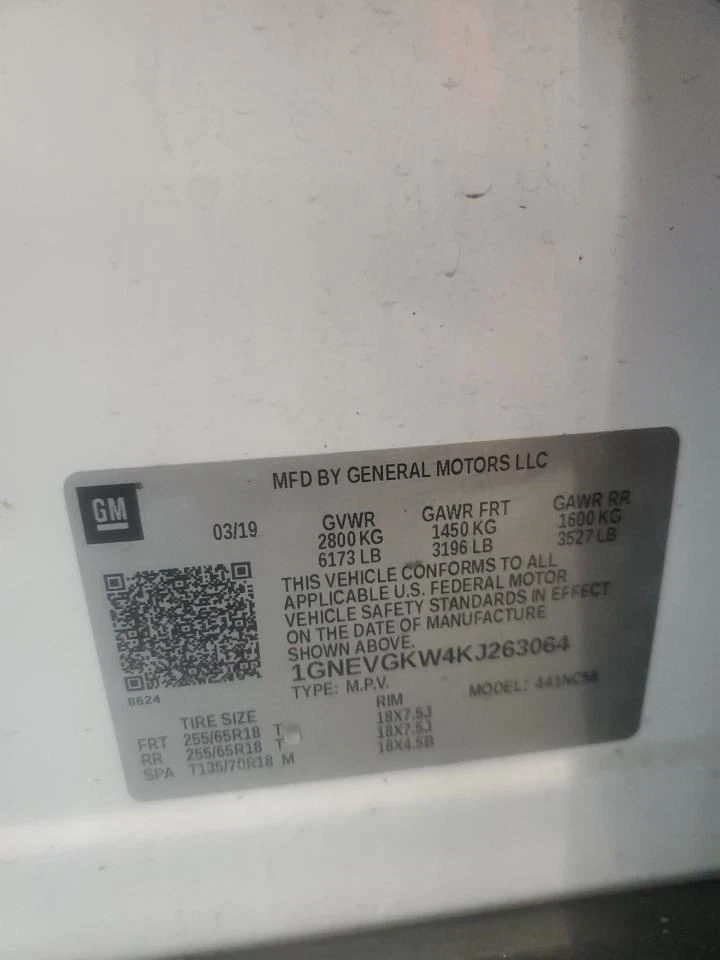 MFD BY GENERAL MOTORS LLC
GM
03/19 GVWR GAWR FRT GAWR RR
2800 KG 1450 KG 1600 KG
6173 LB 3196 LB 3527 LB
THIS VEHICLE CONFORMS TO ALL
APPLICABLE U.S. FEDERAL MOTOR
VEHICLE SAFETY STANDARDS IN EFFECT
ON THE DATE OF MANUFACTURE
SHOWN ABOVE.
1GNEVGKW4KJ263064
TYPE: M.P.V. MODEL: 441NC58
8624
TIRE SIZE RIM
FRT 255/65R18 T 18X7.5J
RR 255/65R18 T 18X7.5J
SPA T135/70R18 M 18X4.5B